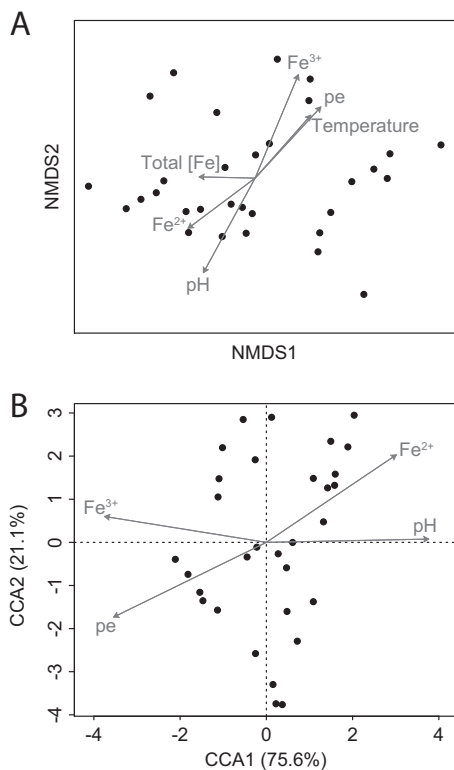 A
Fe³⁺
pe
Temperature
Total [Fe]
Fe²⁺
pH
NMDS2
NMDS1
B
3
2
1
0
-1
-2
-3
-4
Fe²⁺
Fe³⁺
pH
pe
CCA2 (21.1%)
-4 -2 0 2 4
CCA1 (75.6%)